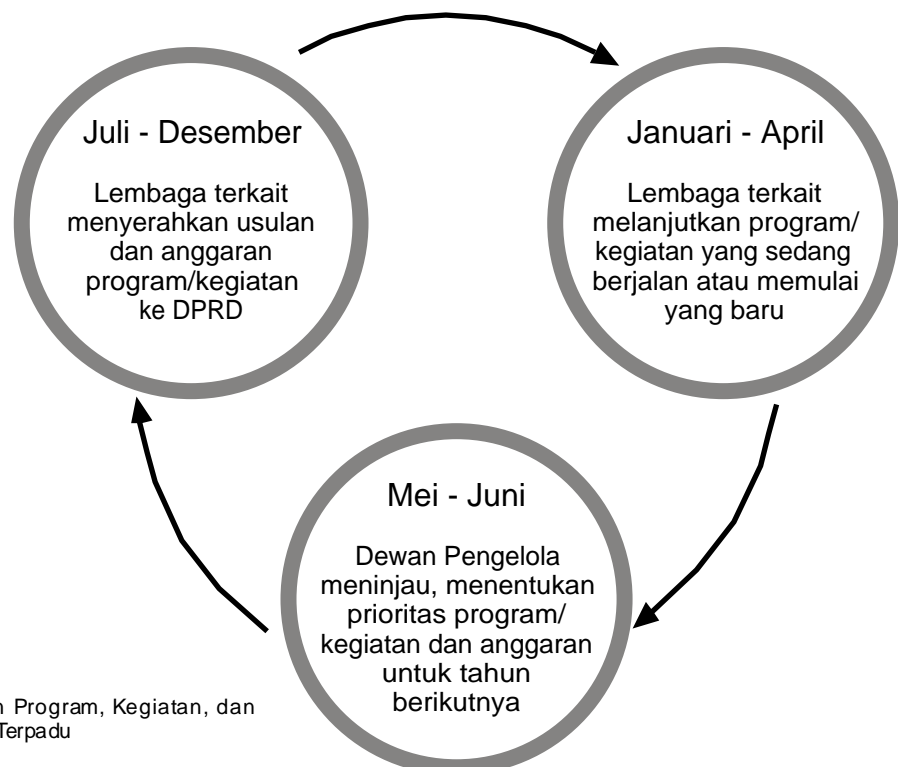 Juli - Desember
Lembaga terkait
menyerahkan usulan
dan anggaran
program/kegiatan
ke DPRD
Januari - April
Lembaga terkait
melanjutkan program/
kegiatan yang sedang
berjalan atau memulai
yang baru
Mei - Juni
Dewan Pengelola
meninjau, menentukan
prioritas program/
kegiatan dan anggaran
untuk tahun
berikutnya
Program, Kegiatan, dan
Terpadu